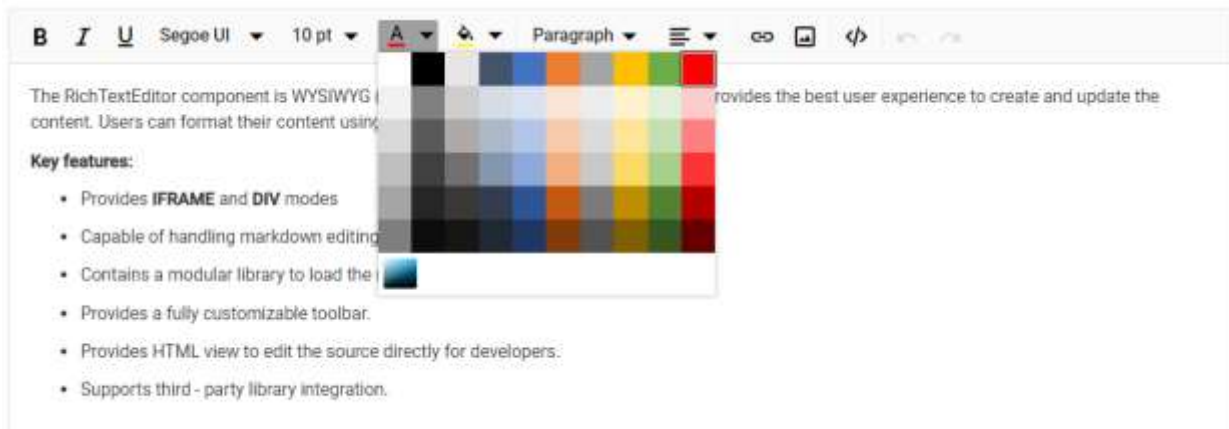 B I U Segoe UI 10 pt A Paragraph </>
The RichTextEditor component is WYSIWYG rovides the best user experience to create and update the
content. Users can format their content using
Key features:
• Provides IFRAME and DIV modes
• Capable of handling markdown editing
• Contains a modular library to load the
• Provides a fully customizable toolbar.
• Provides HTML view to edit the source directly for developers.
• Supports third - party library integration.